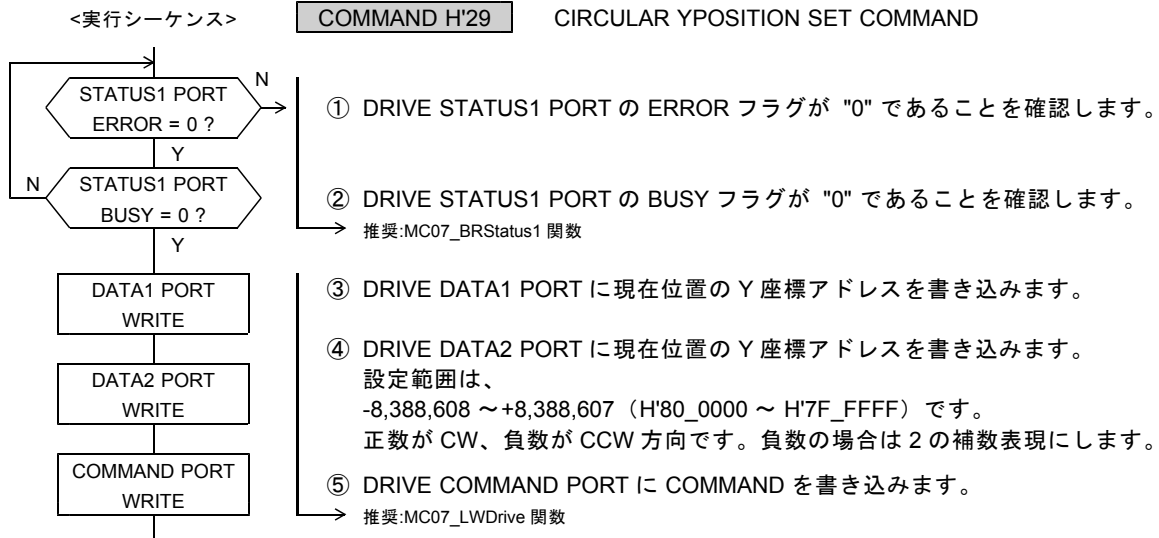 <実行シーケンス>
COMMAND H'29
CIRCULAR YPOSITION SET COMMAND
STATUS1 PORT
ERROR = 0 ?
N
Y
STATUS1 PORT
BUSY = 0 ?
N
Y
DATA1 PORT
WRITE
DATA2 PORT
WRITE
COMMAND PORT
WRITE
① DRIVE STATUS1 PORT の ERROR フラグが "0" であることを確認します。
② DRIVE STATUS1 PORT の BUSY フラグが "0" であることを確認します。
推奨:MC07_BRStatus1 関数
③ DRIVE DATA1 PORT に現在位置の Y 座標アドレスを書き込みます。
④ DRIVE DATA2 PORT に現在位置の Y 座標アドレスを書き込みます。
設定範囲は、
-8,388,608 ～+8,388,607（H'80_0000 ～ H'7F_FFFF）です。
正数が CW、負数が CCW 方向です。負数の場合は 2 の補数表現にします。
⑤ DRIVE COMMAND PORT に COMMAND を書き込みます。
推奨:MC07_LWDrive 関数